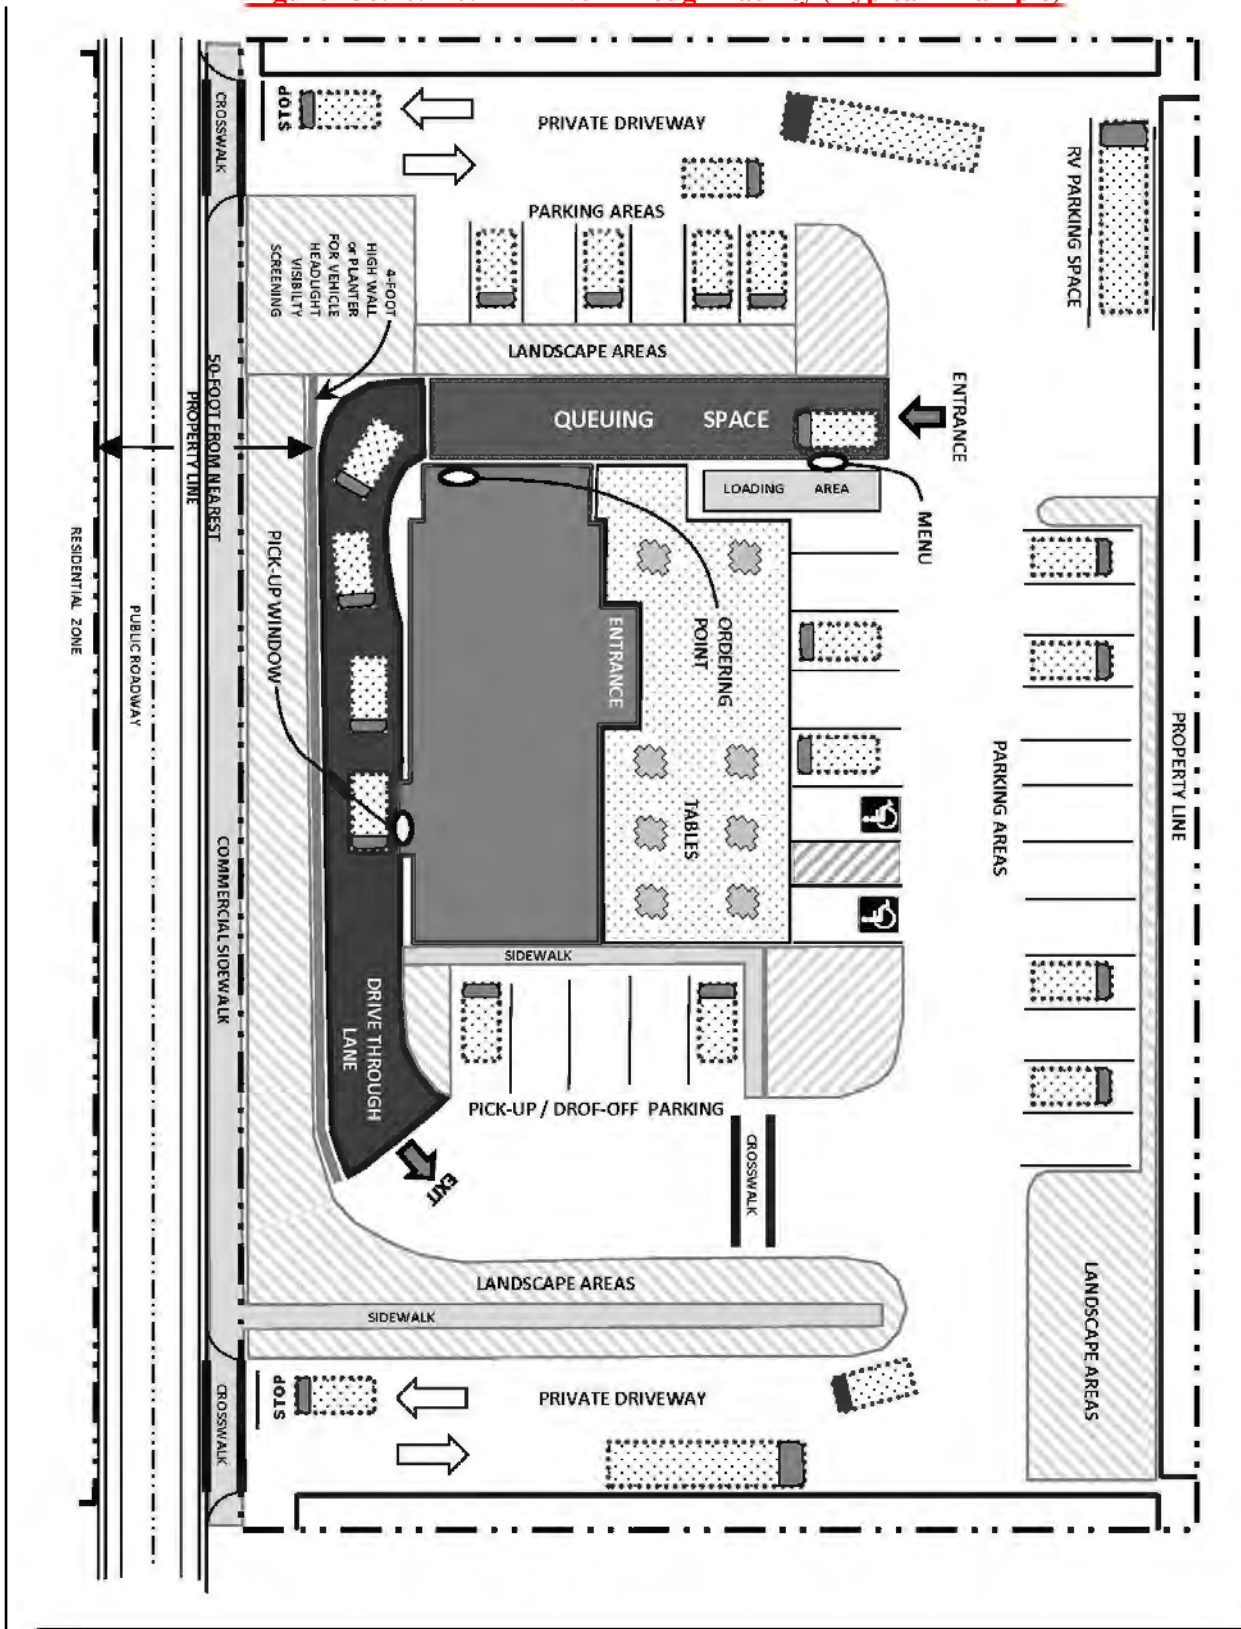 STOP
PRIVATE DRIVEWAY
CROSSWALK
RV PARKING SPACE
PARKING AREAS
4-FOOT
HIGH WALL
or PLANTER
FOR VEHICLE
HEADLIGHT
VISIBILTY
SCREENING
LANDSCAPE AREAS
QUEUING SPACE
ENTRANCE
LOADING AREA
MENU
50-FOOT FROM NEAREST
PROPERTY LINE
RESIDENTIAL ZONE
PUBLIC ROADWAY
PICK-UP WINDOW
ENTRANCE
ORDERING
POINT
TABLES
PARKING AREAS
PROPERTY LINE
COMMERCIAL SIDEWALK
SIDEWALK
DRIVE THROUGH
LANE
PICK-UP / DROF-OFF PARKING
EXIT
CROSSWALK
LANDSCAPE AREAS
LANDSCAPE AREAS
SIDEWALK
STOP
PRIVATE DRIVEWAY
CROSSWALK